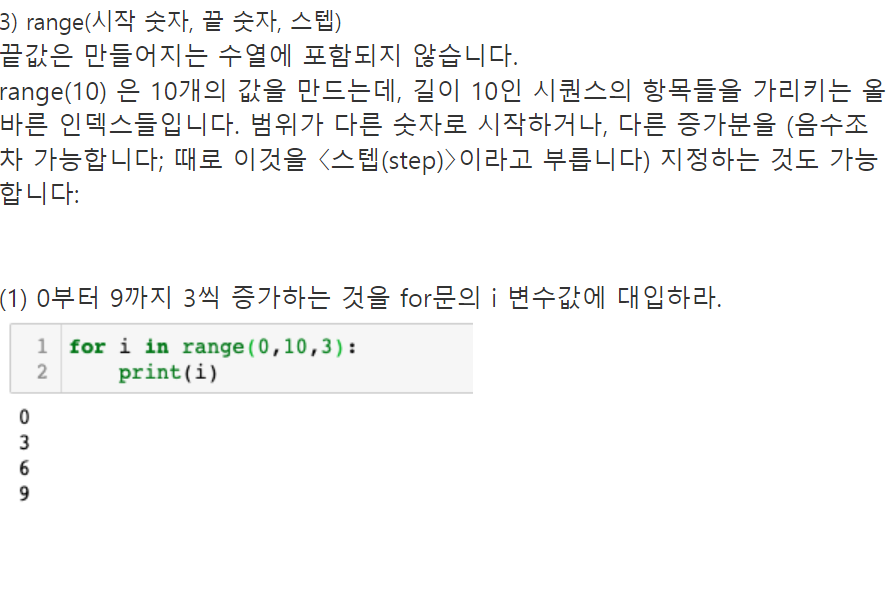 3) range(시작 숫자, 끝 숫자, 스텝)
끝값은 만들어지는 수열에 포함되지 않습니다.
range(10) 은 10개의 값을 만드는데, 길이 10인 시퀀스의 항목들을 가리키는 올
바른 인덱스들입니다. 범위가 다른 숫자로 시작하거나, 다른 증가분을 (음수조
차 가능합니다; 때로 이것을 〈스텝(step)〉이라고 부릅니다) 지정하는 것도 가능
합니다:
(1) 0부터 9까지 3씩 증가하는 것을 for문의 i 변수값에 대입하라.
1 for i in range(0,10,3):
2 print(i)
0
3
6
9